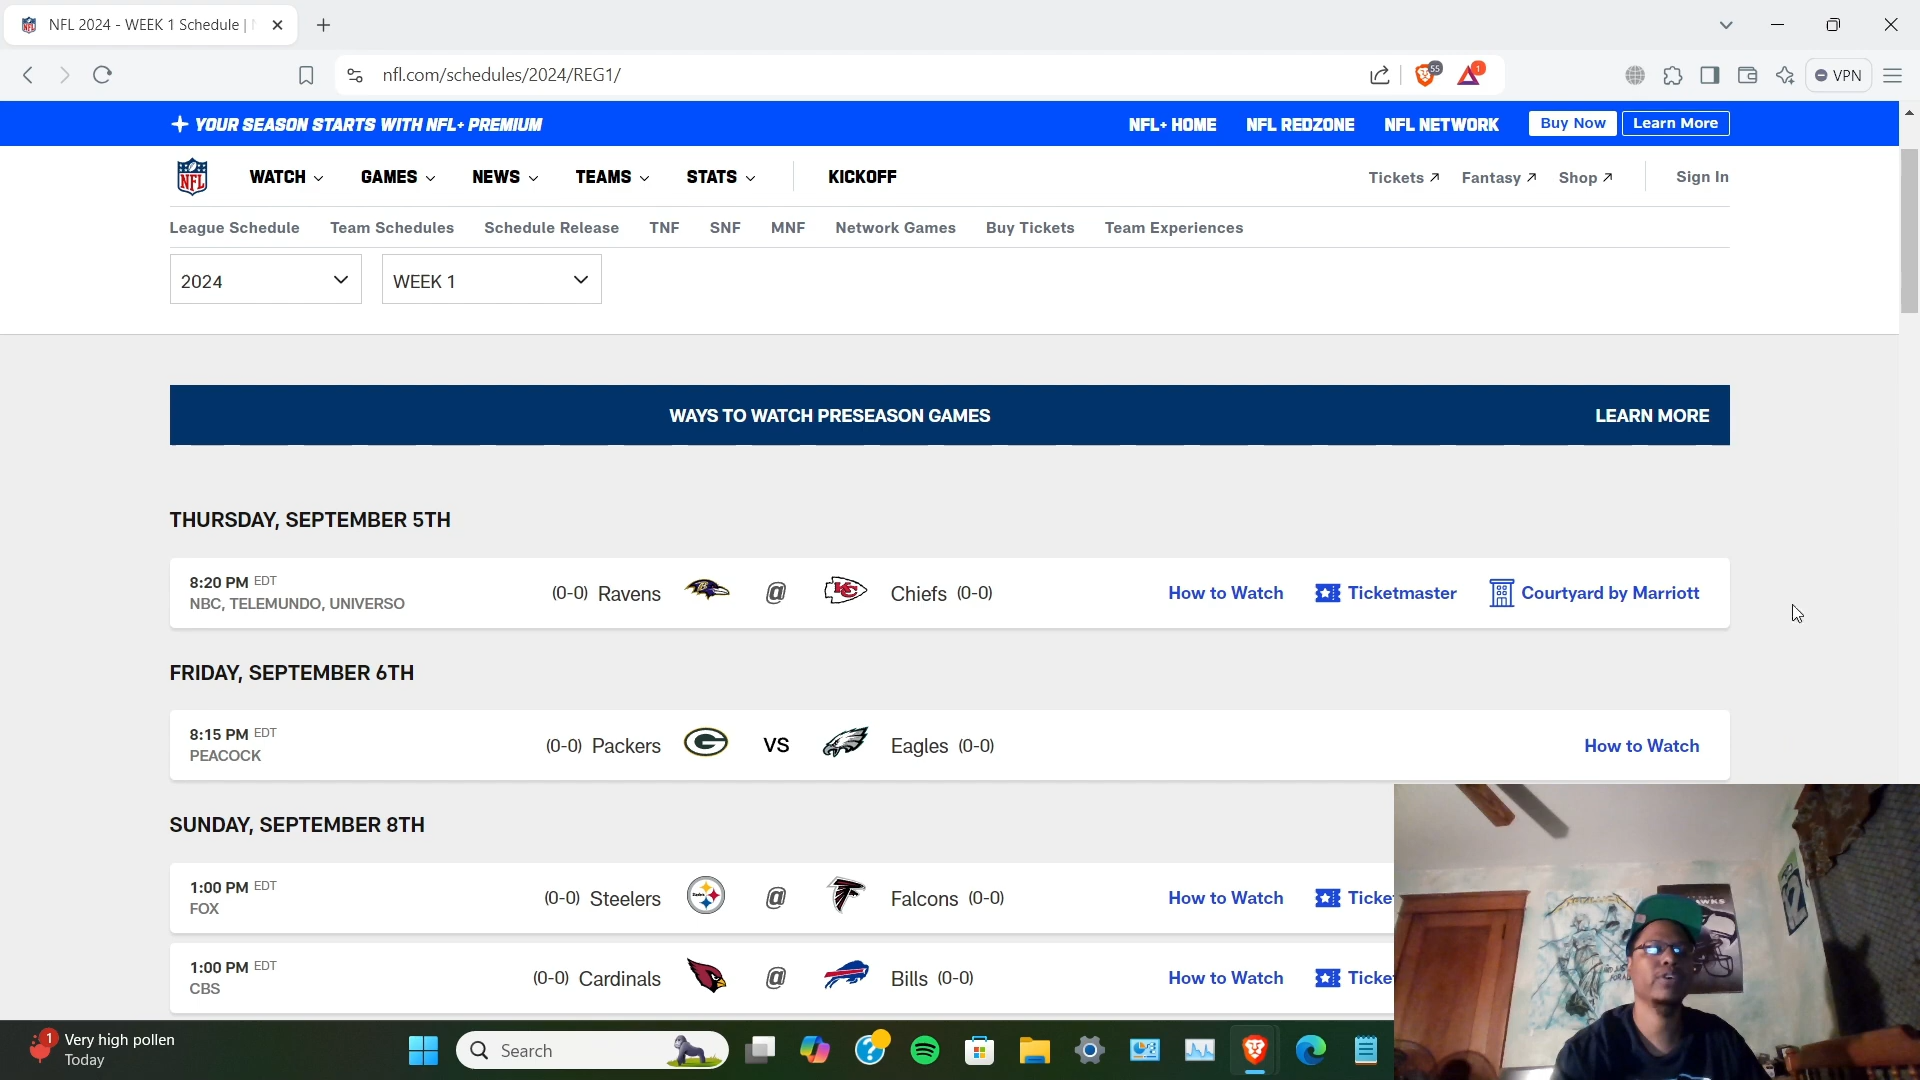 NFL 2024 - WEEK 1 Schedule |
nfl.com/schedules/2024/REG1/
55
1
VPN
YOUR SEASON STARTS WITH NFL+ PREMIUM
NFL+ HOME NFL REDZONE NFL NETWORK Buy Now Learn More
NFL WATCH GAMES NEWS TEAMS STATS KICKOFF Tickets Fantasy Shop Sign In
League Schedule Team Schedules Schedule Release TNF SNF MNF Network Games Buy Tickets Team Experiences
2024 WEEK 1
WAYS TO WATCH PRESEASON GAMES LEARN MORE
THURSDAY, SEPTEMBER 5TH
8:20 PM EDT
NBC, TELEMUNDO, UNIVERSO
(0-0) Ravens @ KC Chiefs (0-0) How to Watch Ticketmaster Courtyard by Marriott
FRIDAY, SEPTEMBER 6TH
8:15 PM EDT
PEACOCK
(0-0) Packers G VS Eagles (0-0) How to Watch
SUNDAY, SEPTEMBER 8TH
1:00 PM EDT
FOX
(0-0) Steelers @ Falcons (0-0) How to Watch Ticke
1:00 PM EDT
CBS
(0-0) Cardinals @ Bills (0-0) How to Watch Ticke
1
Very high pollen
Today
Search